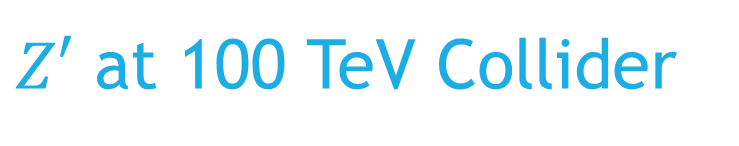 Z′ at 100 TeV Collider